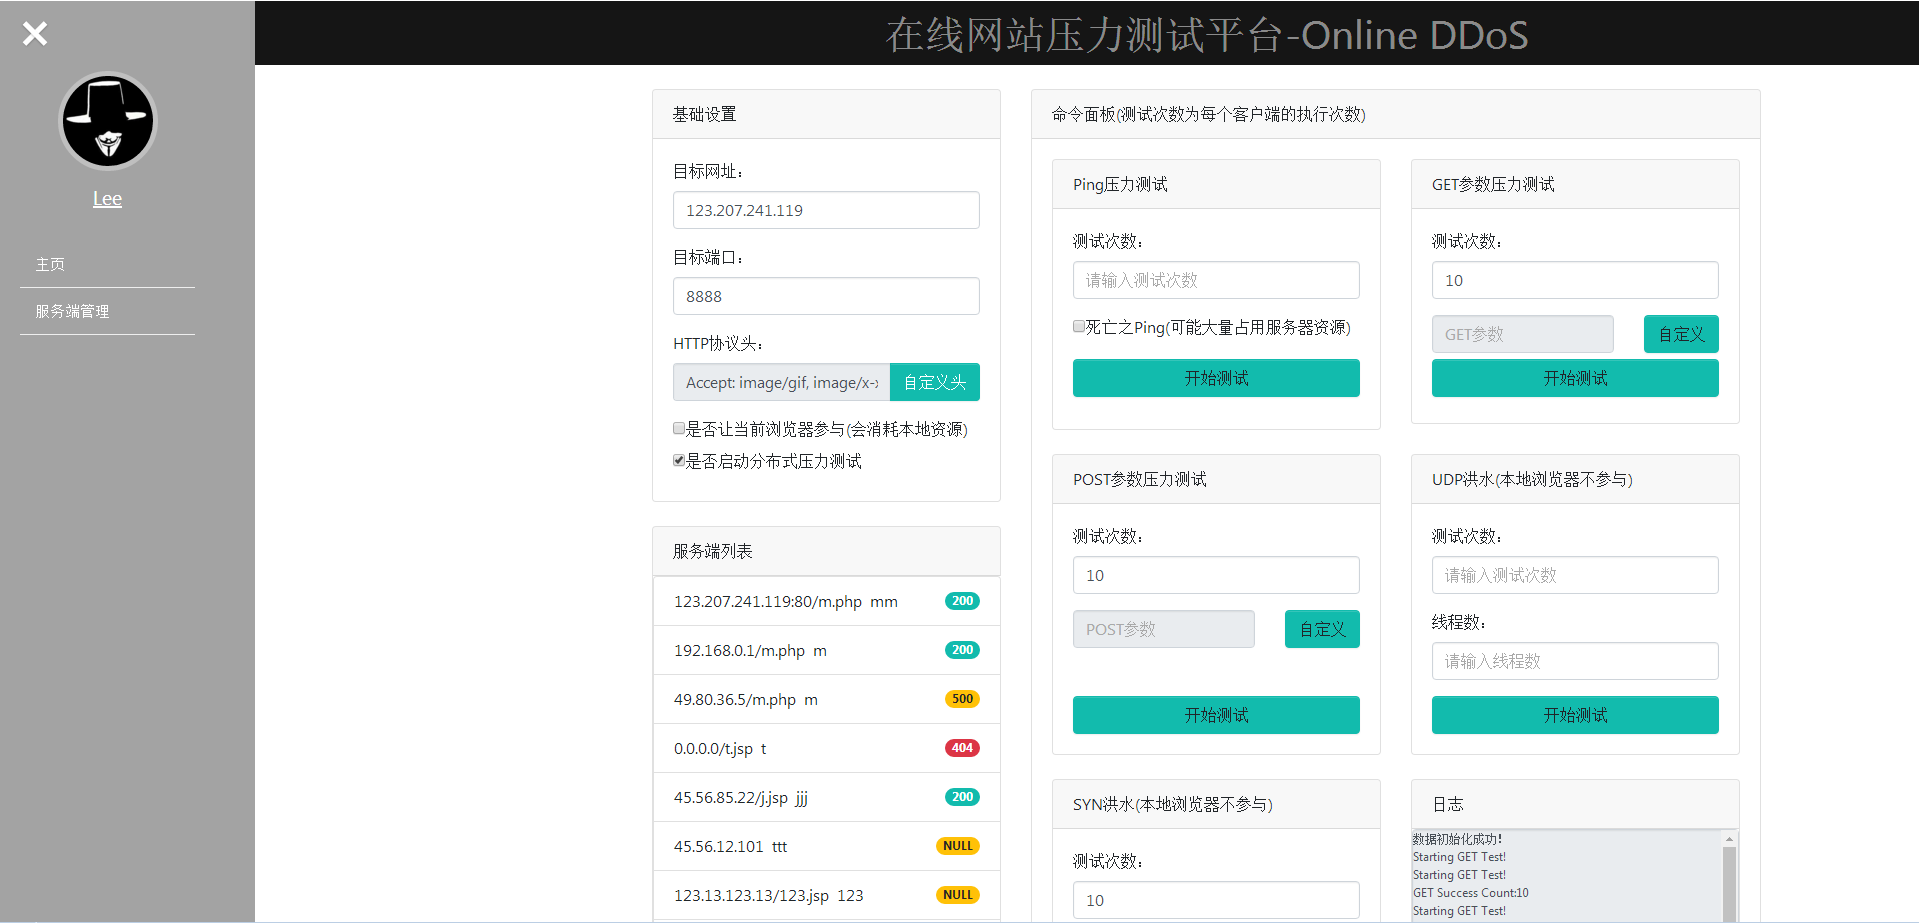 在线网站压力测试平台-Online DDoS
Lee
主页
服务端管理
基础设置
目标网址：
123.207.241.119
目标端口：
8888
HTTP协议头：
Accept: image/gif, image/x-x
自定义头
是否让当前浏览器参与(会消耗本地资源)
是否启动分布式压力测试
服务端列表
123.207.241.119:80/m.php mm 200
192.168.0.1/m.php m 200
49.80.36.5/m.php m 500
0.0.0.0/t.jsp t 404
45.56.85.22/j.jsp jjj 200
45.56.12.101 ttt NULL
123.13.123.13/123.jsp 123 NULL
命令面板(测试次数为每个客户端的执行次数)
Ping压力测试
测试次数：
请输入测试次数
死亡之Ping(可能大量占用服务器资源)
开始测试
GET参数压力测试
测试次数：
10
GET参数
自定义
开始测试
POST参数压力测试
测试次数：
10
POST参数
自定义
开始测试
UDP洪水(本地浏览器不参与)
测试次数：
请输入测试次数
线程数：
请输入线程数
开始测试
SYN洪水(本地浏览器不参与)
测试次数：
10
日志
数据初始化成功！
Starting GET Test!
Starting GET Test!
GET Success Count:10
Starting GET Test!